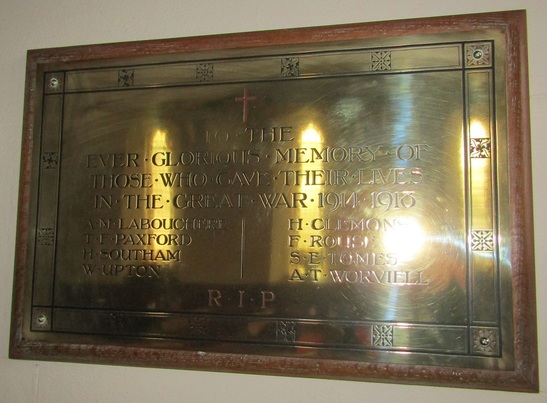 TO · THE
EVER · GLORIOUS · MEMORY · OF
THOSE · WHO · GAVE · THEIR · LIVES
IN · THE · GREAT · WAR · 1914 · 1918
A·M·LABOUCHERE
T·F·PAXFORD
H·SOUTHAM
W·UPTON
H·CLEMONS
F·ROUSE
S·E·TOMES
A·T·WORVIELL
R·I·P